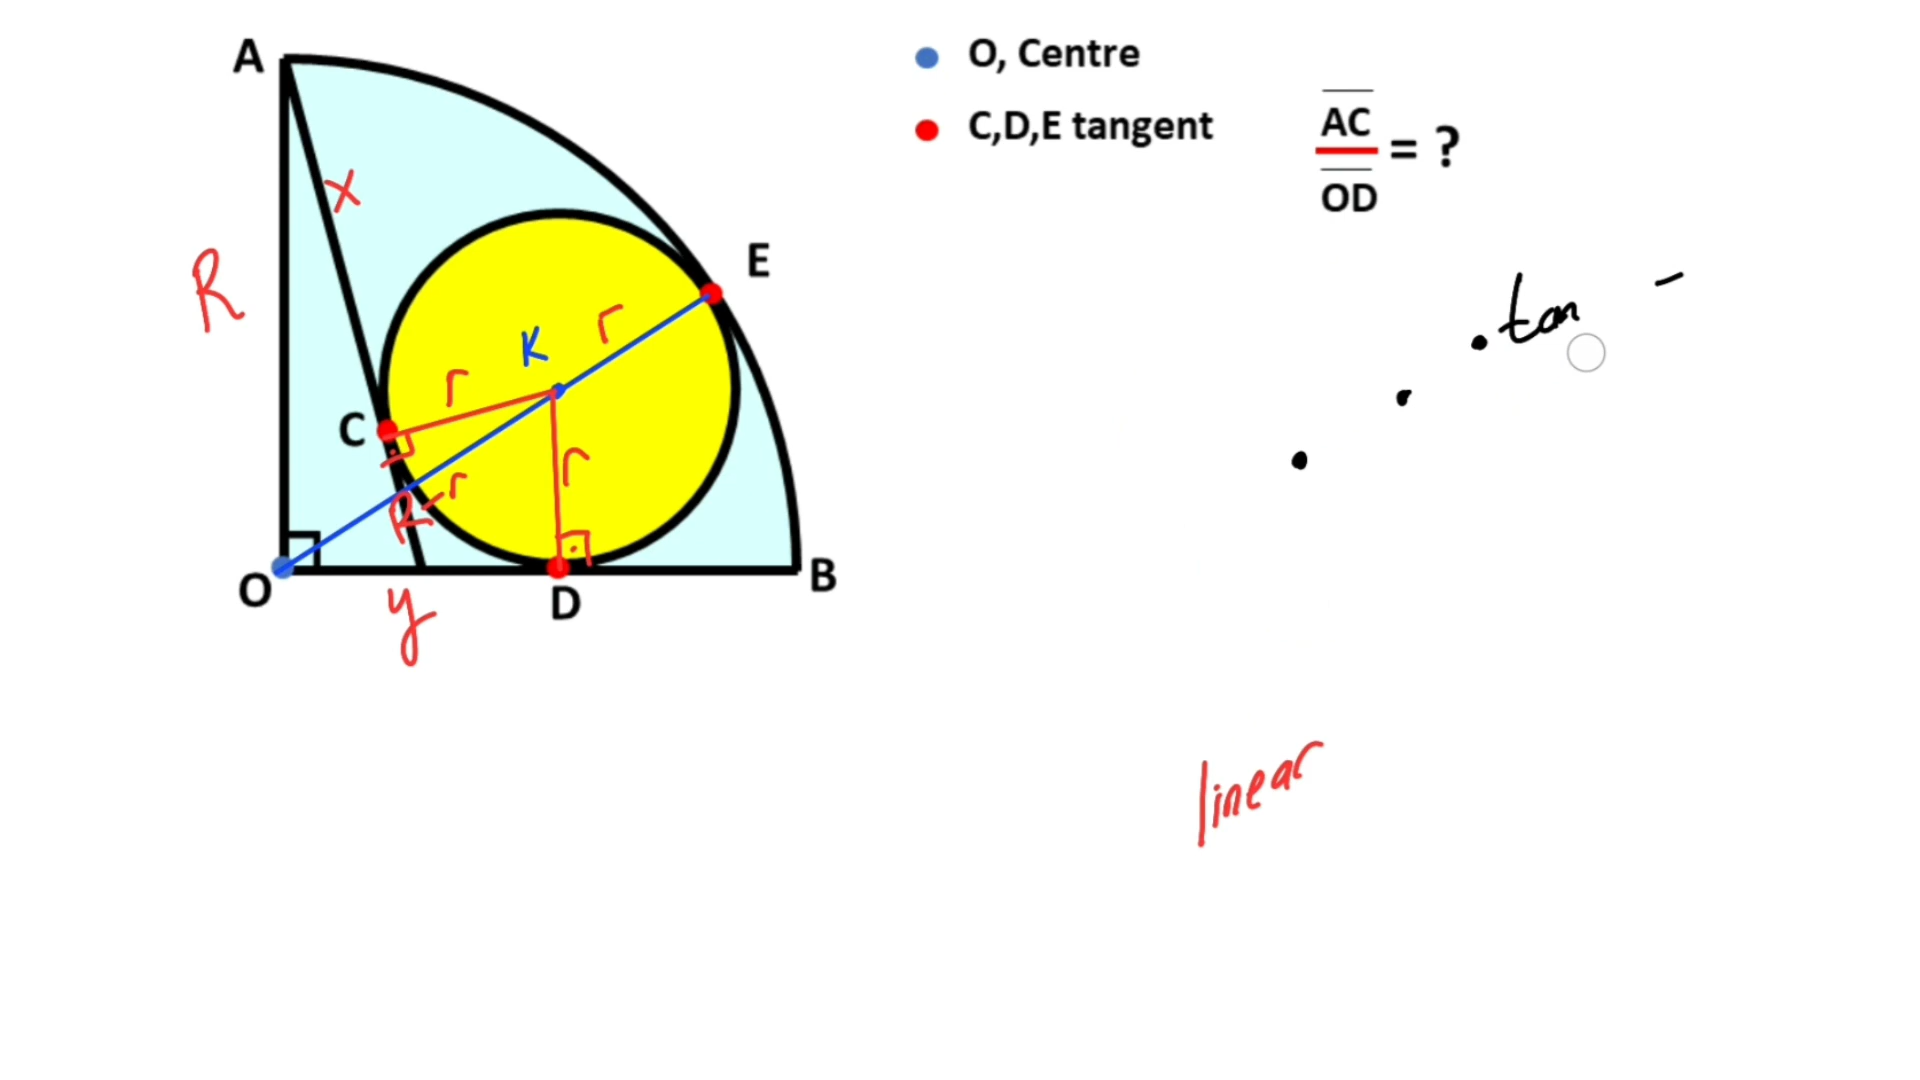 A
O, Centre
C,D,E tangent
AC
OD
= ?
E
x
R
K
r
r
C
r
R-r
tan
O
D
B
y
linear